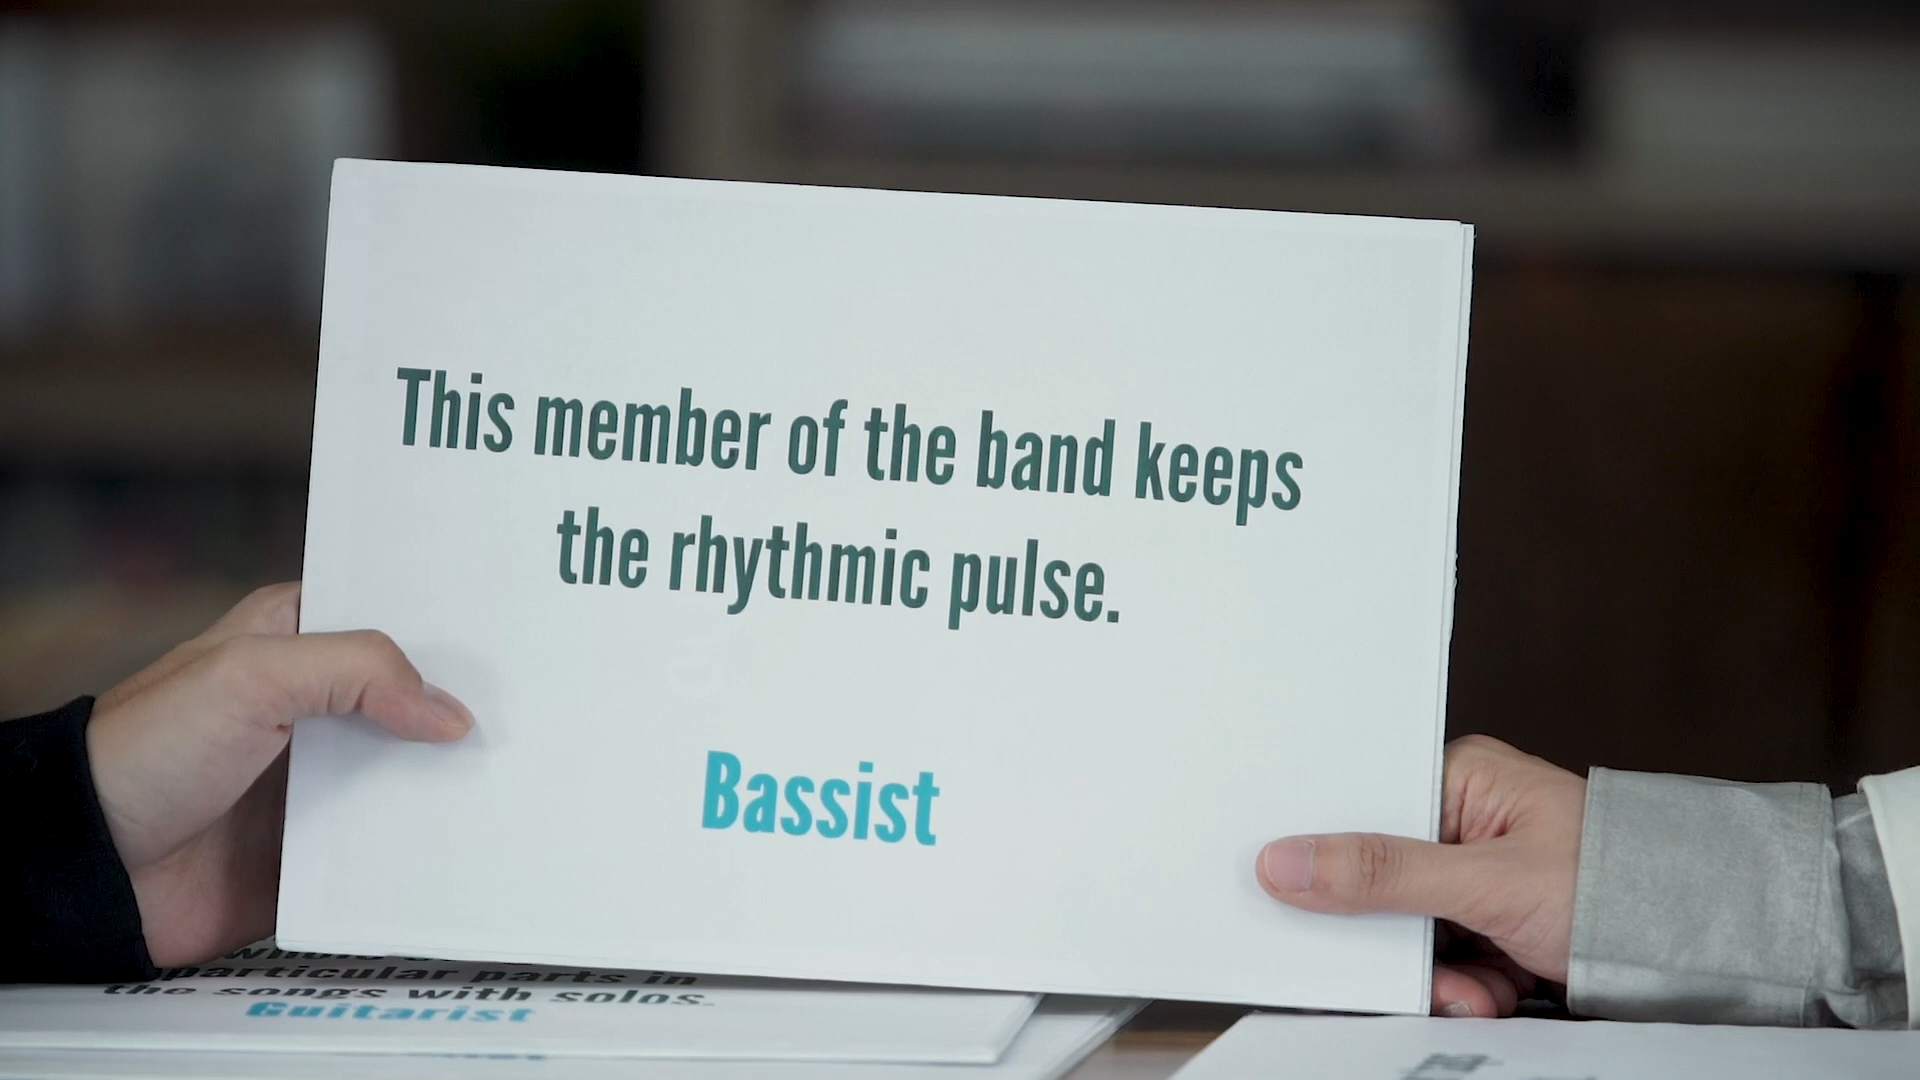 This member of the band keeps
the rhythmic pulse.
Bassist
particular parts in
the songs with solos.
Guitarist